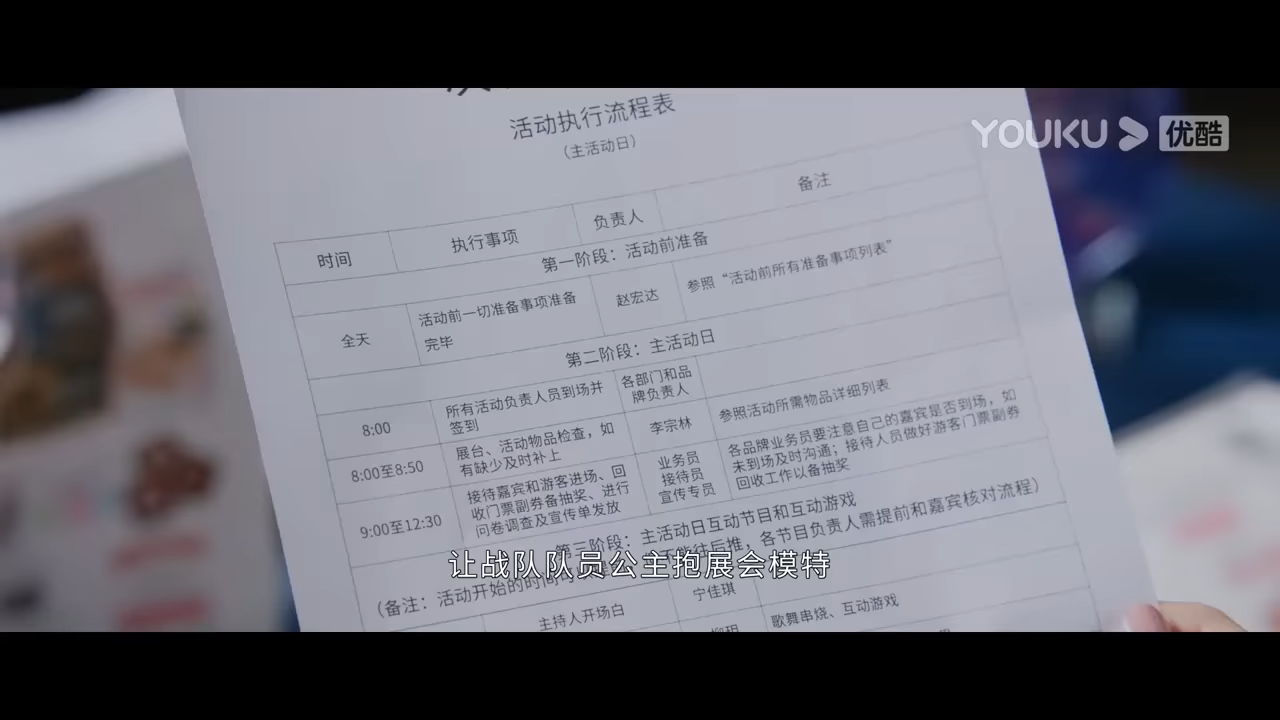 YOUKU 优酷
活动执行流程表
（主活动日）
时间 执行事项 负责人 备注
第一阶段：活动前准备
全天 活动前一切准备事项准备 赵宏达 参照“活动前所有准备事项列表”
完毕
第二阶段：主活动日
8:00 所有活动负责人员到场并 各部门和品
签到 牌负责人
8:00至8:50 展台、活动物品检查，如 李宗林 参照活动所需物品详细列表
有缺少及时补上
9:00至12:30 接待嘉宾和游客进场、回 业务员 各品牌业务员要注意自己的嘉宾是否到场，如
收门票副券备抽奖、进行 接待员 未到场及时沟通；接待人员做好游客门票副券
问卷调查及宣传单发放 宣传专员 回收工作以备抽奖
第三阶段：主活动日互动节目和互动游戏
（备注：活动开始的时间 往后推，各节目负责人需提前和嘉宾核对流程）
主持人开场白 宁佳琪
歌舞串烧、互动游戏
让战队队员公主抱展会模特